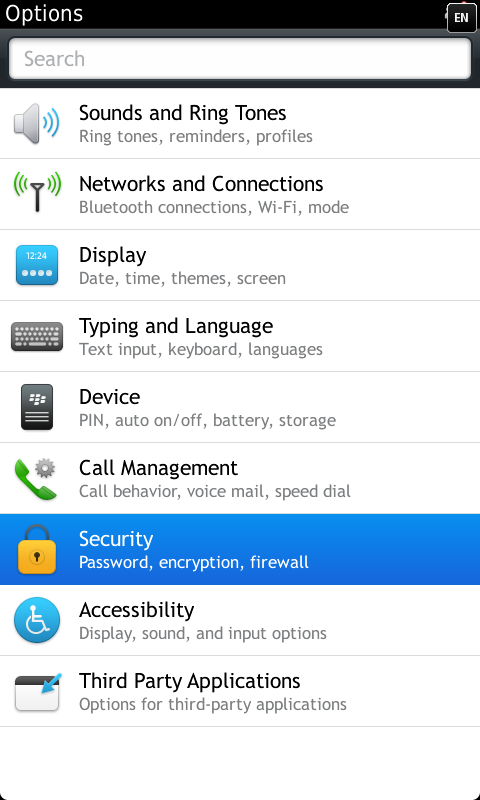 Options
EN
Search
Sounds and Ring Tones
Ring tones, reminders, profiles
Networks and Connections
Bluetooth connections, Wi-Fi, mode
12:24
Display
Date, time, themes, screen
Typing and Language
Text input, keyboard, languages
Device
PIN, auto on/off, battery, storage
Call Management
Call behavior, voice mail, speed dial
Security
Password, encryption, firewall
Accessibility
Display, sound, and input options
Third Party Applications
Options for third-party applications